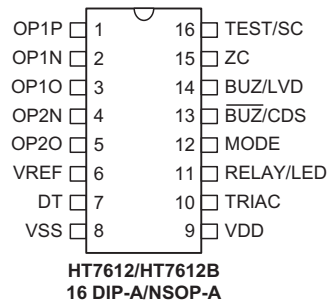 OP1P 1 16 TEST/SC
OP1N 2 15 ZC
OP1O 3 14 BUZ/LVD
OP2N 4 13 B̅U̅Z̅/CDS
OP2O 5 12 MODE
VREF 6 11 RELAY/LED
DT 7 10 TRIAC
VSS 8 9 VDD
HT7612/HT7612B
16 DIP-A/NSOP-A